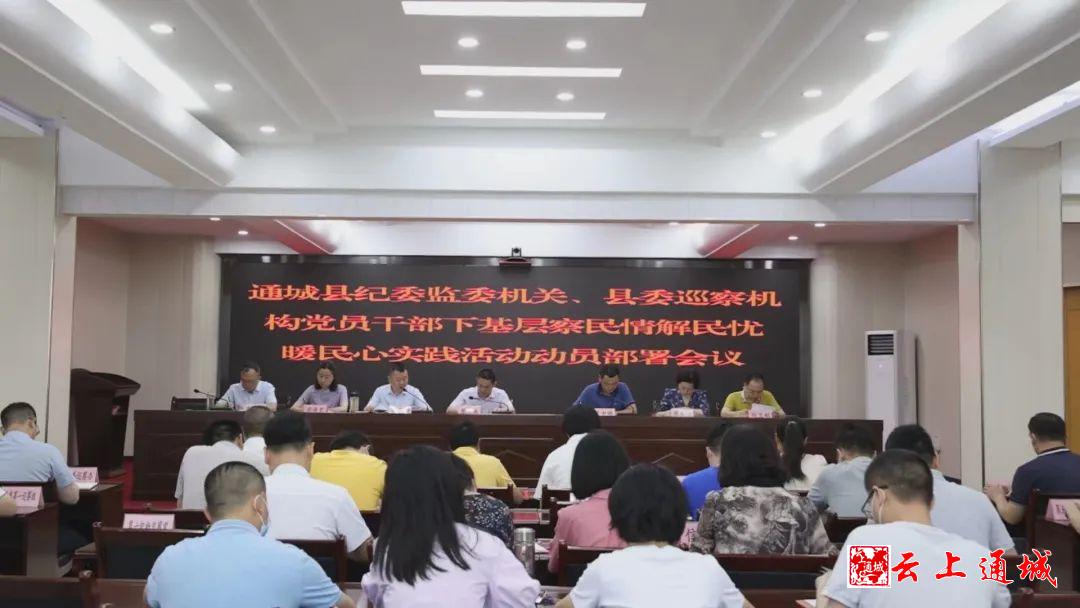 通城县纪委监委机关、县委巡察机
构党员干部下基层察民情解民忧
暖民心实践活动动员部署会议
通城
云上通城